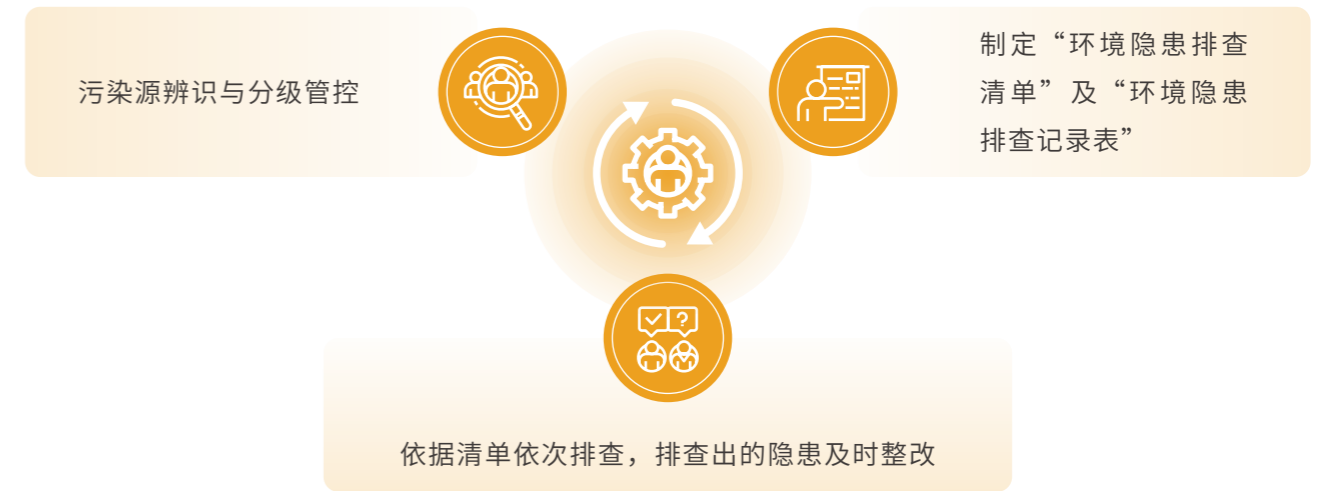 污染源辨识与分级管控
制定“环境隐患排查
清单”及“环境隐患
排查记录表”
?
依据清单依次排查，排查出的隐患及时整改